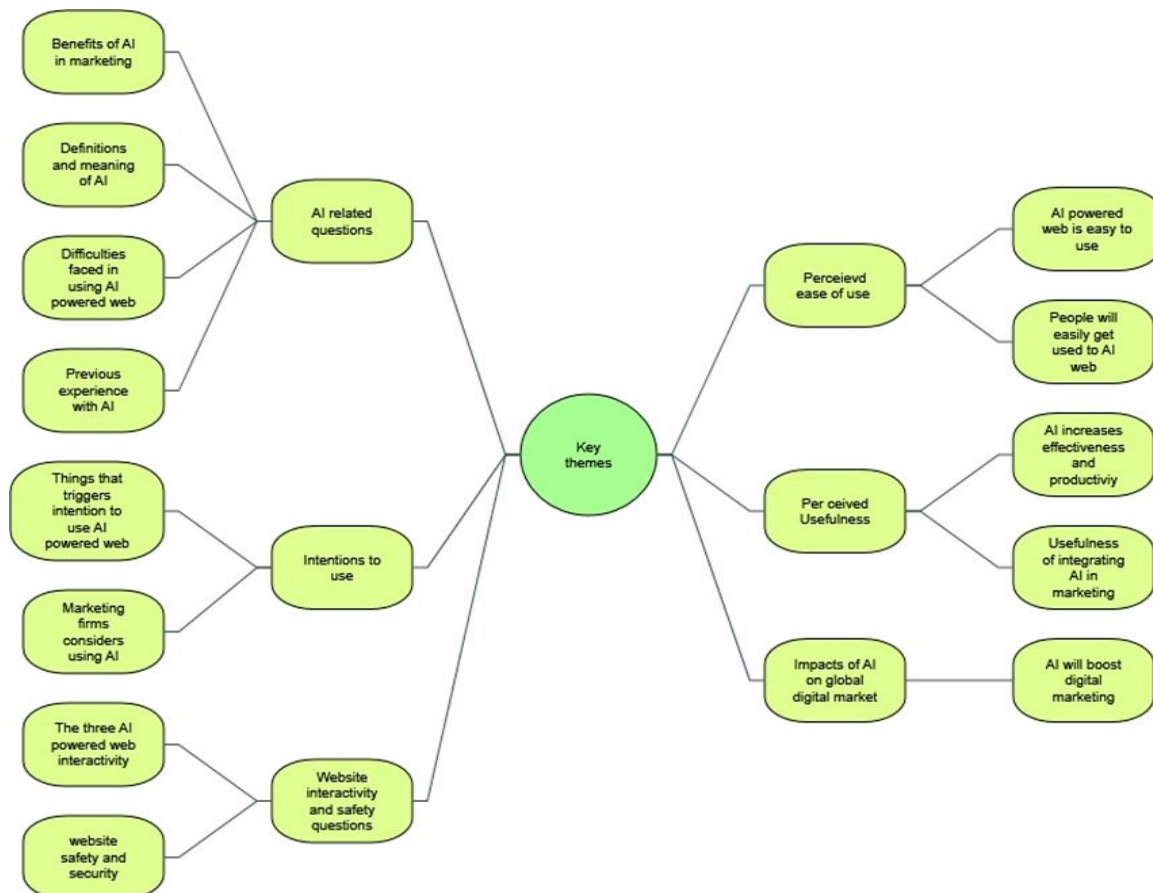 Benefits of AI
in marketing
Definitions
and meaning
of AI
Difficulties
faced in
using AI
powered web
Previous
experience
with AI
Things that
triggers
intention to
use AI
powered web
Marketing
firms
considers
using AI
The three AI
powered web
interactivity
website
safety and
security
AI related
questions
Intentions to
use
Website
interactivity
and safety
questions
Key
themes
Perceievd
ease of use
Per ceived
Usefulness
Impacts of AI
on global
digital market
AI powered
web is easy to
use
People will
easily get
used to AI
web
AI increases
effectiveness
and
productiviy
Usefulness
of integrating
AI in
marketing
AI will boost
digital
marketing